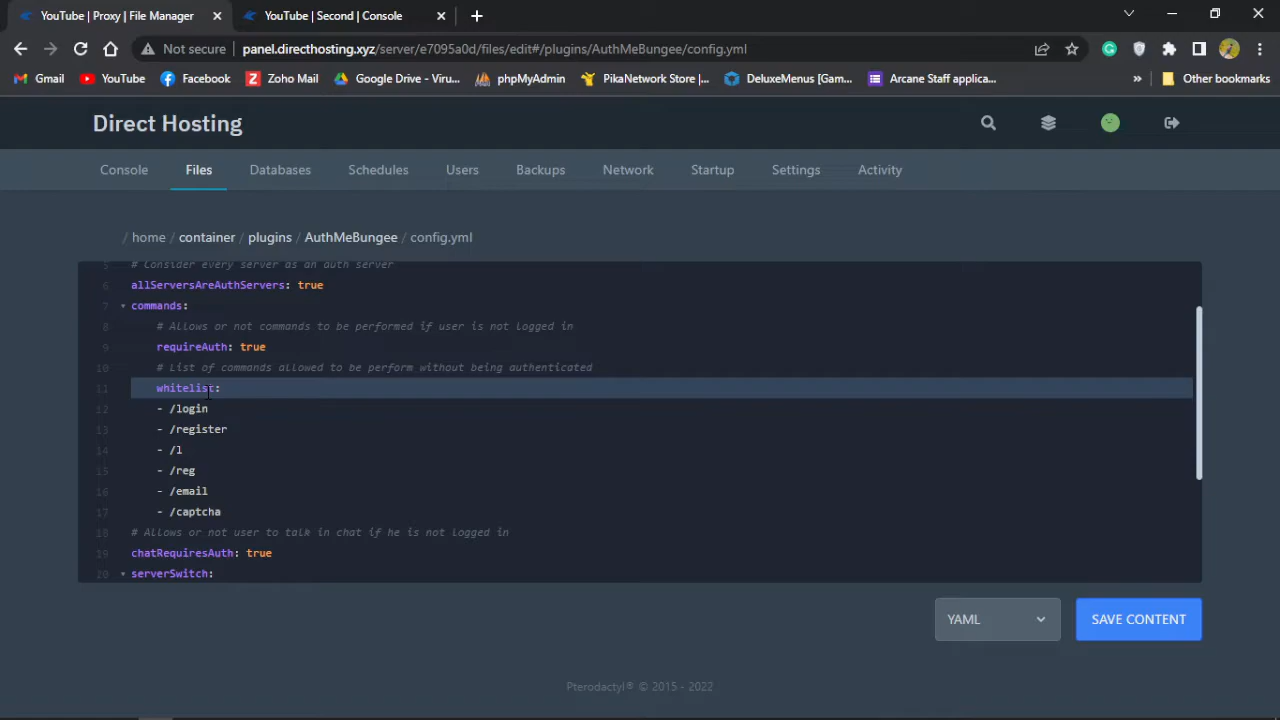 YouTube | Proxy | File Manager
YouTube | Second | Console
Not secure
panel.directhosting.xyz/server/e7095a0d/files/edit#/plugins/AuthMeBungee/config.yml
Gmail
YouTube
Facebook
Zoho Mail
Google Drive - Viru...
phpMyAdmin
PikaNetwork Store |...
DeluxeMenus [Gam...
Arcane Staff applica...
»
Other bookmarks
Direct Hosting
Console
Files
Databases
Schedules
Users
Backups
Network
Startup
Settings
Activity
/ home / container / plugins / AuthMeBungee / config.yml
5 # Consider every server as an auth server
6 allServersAreAuthServers: true
7 commands:
8 # Allows or not commands to be performed if user is not logged in
9 requireAuth: true
10 # List of commands allowed to be perform without being authenticated
11 whitelist:
12 - /login
13 - /register
14 - /l
15 - /reg
16 - /email
17 - /captcha
18 # Allows or not user to talk in chat if he is not logged in
19 chatRequiresAuth: true
20 serverSwitch:
YAML
SAVE CONTENT
Pterodactyl® © 2015 - 2022